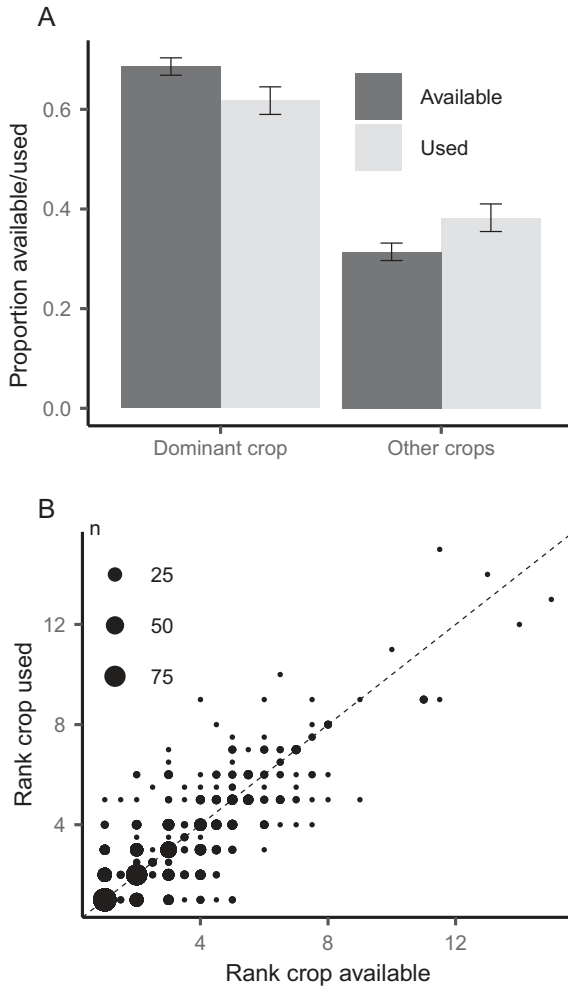 A
Proportion available/used
0.6
0.4
0.2
0.0
Available
Used
Dominant crop
Other crops
B
n
25
50
75
Rank crop used
12
8
4
4
8
12
Rank crop available